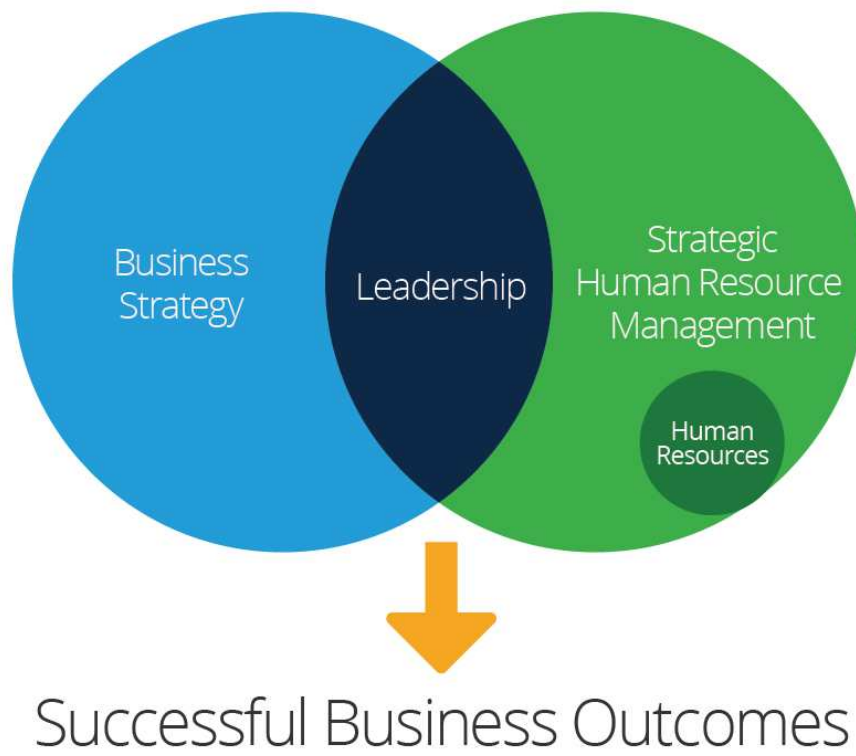 Business
Strategy
Leadership
Strategic
Human Resource
Management
Human
Resources
Successful Business Outcomes